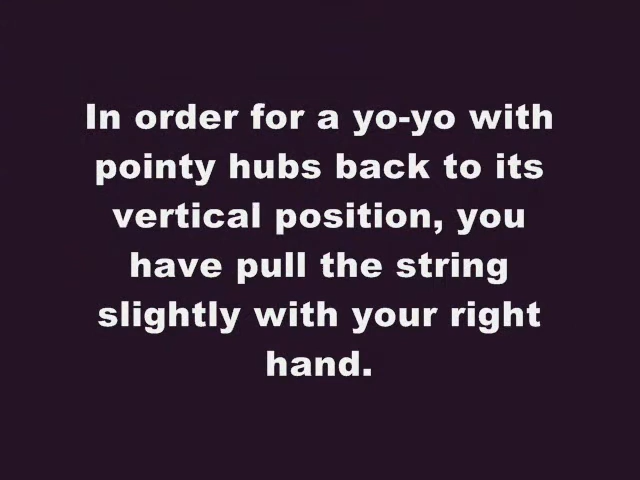 In order for a yo-yo with
pointy hubs back to its
vertical position, you
have pull the string
slightly with your right
hand.